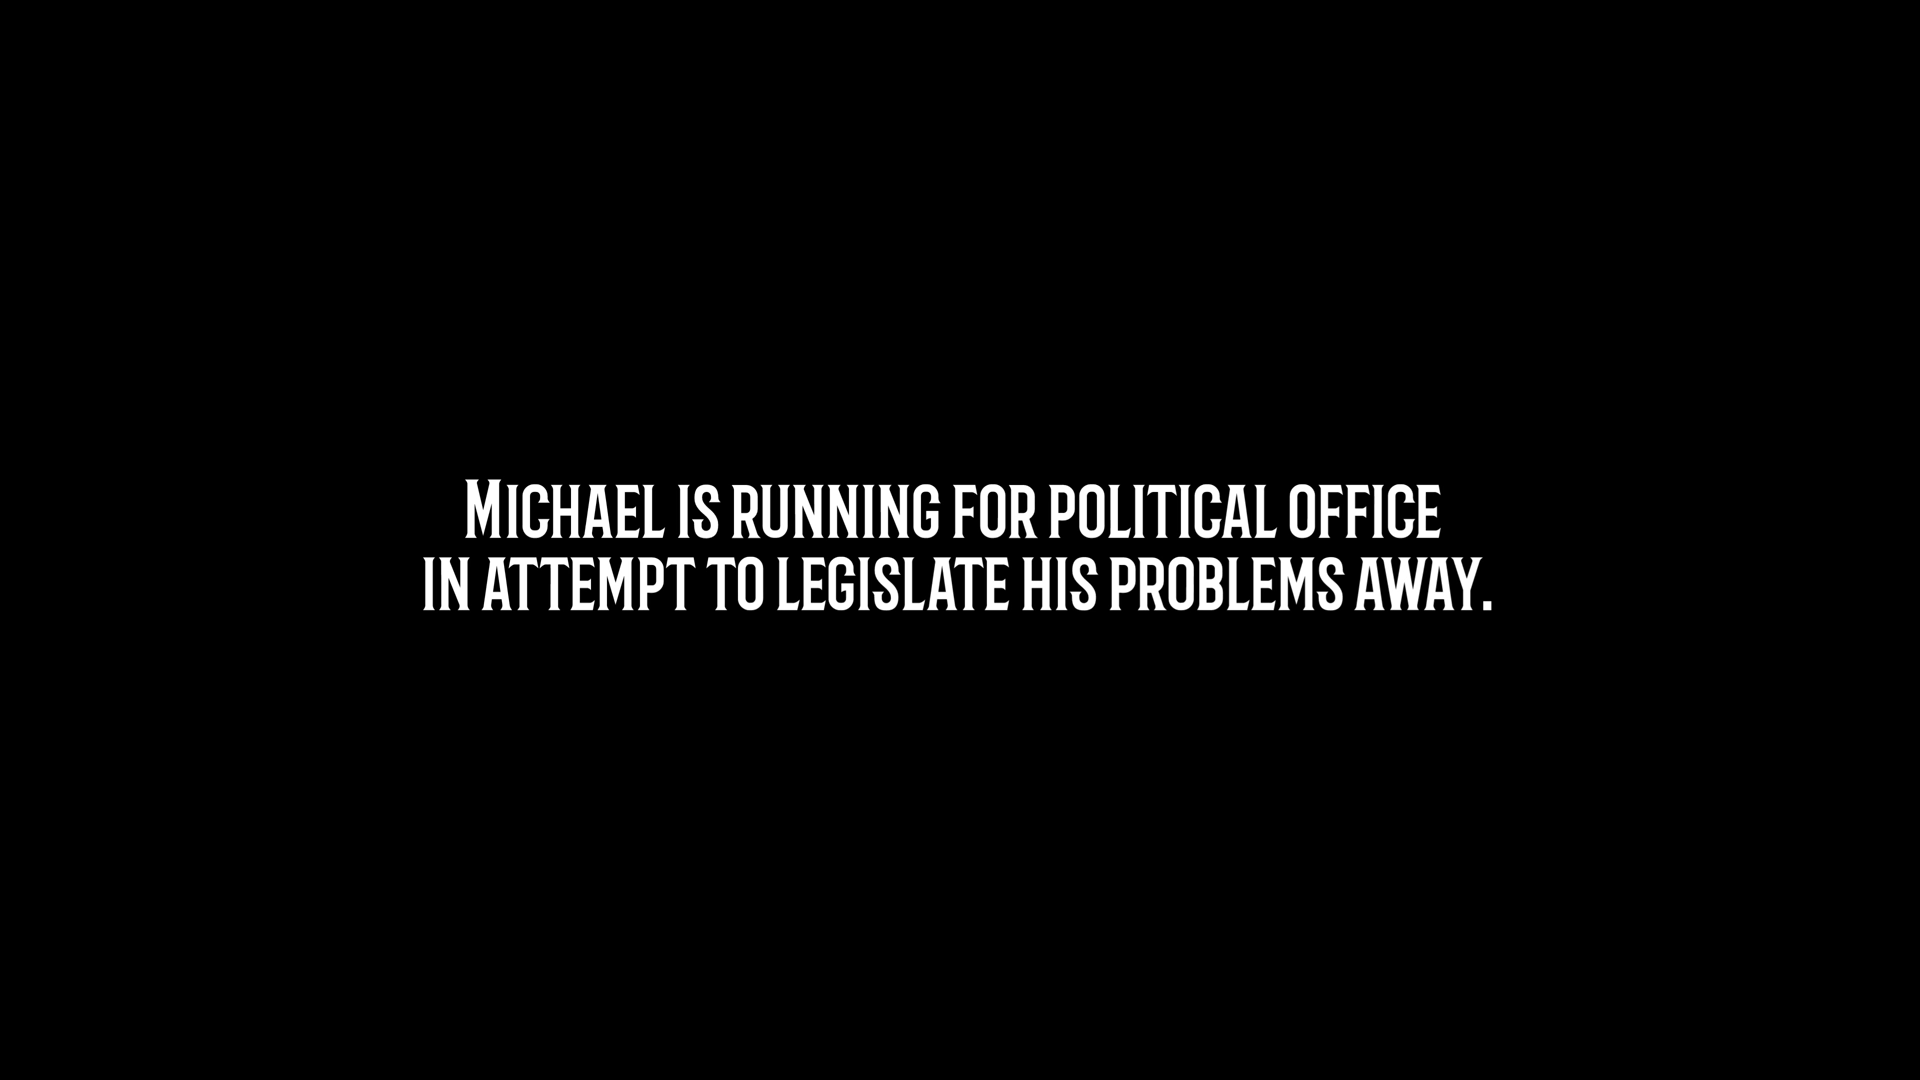 Michael is running for political office
in attempt to legislate his problems away.